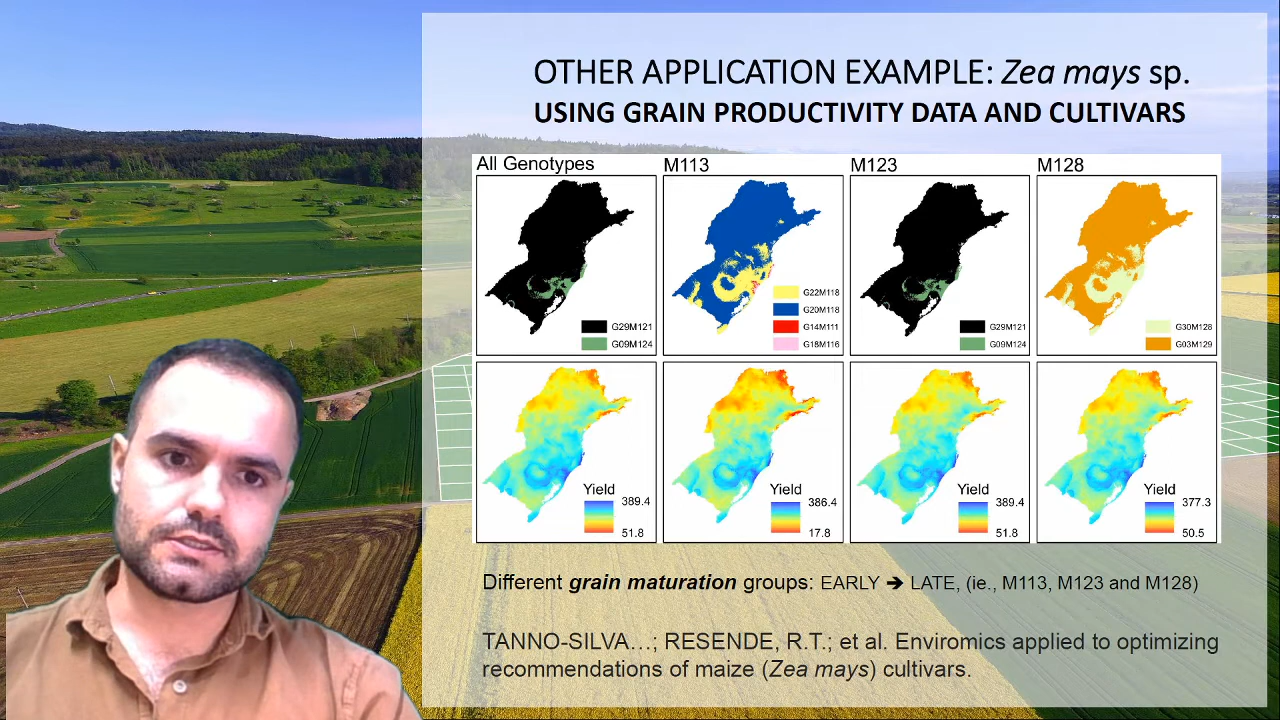 OTHER APPLICATION EXAMPLE: Zea mays sp.
USING GRAIN PRODUCTIVITY DATA AND CULTIVARS
All Genotypes
M113
M123
M128
G29M121
G09M124
G22M118
G20M118
G14M111
G18M116
G29M121
G09M124
G30M128
G03M129
Yield
389.4
51.8
Yield
386.4
17.8
Yield
389.4
51.8
Yield
377.3
50.5
Different grain maturation groups: EARLY ➔ LATE, (ie., M113, M123 and M128)
TANNO-SILVA…; RESENDE, R.T.; et al. Enviromics applied to optimizing
recommendations of maize (Zea mays) cultivars.